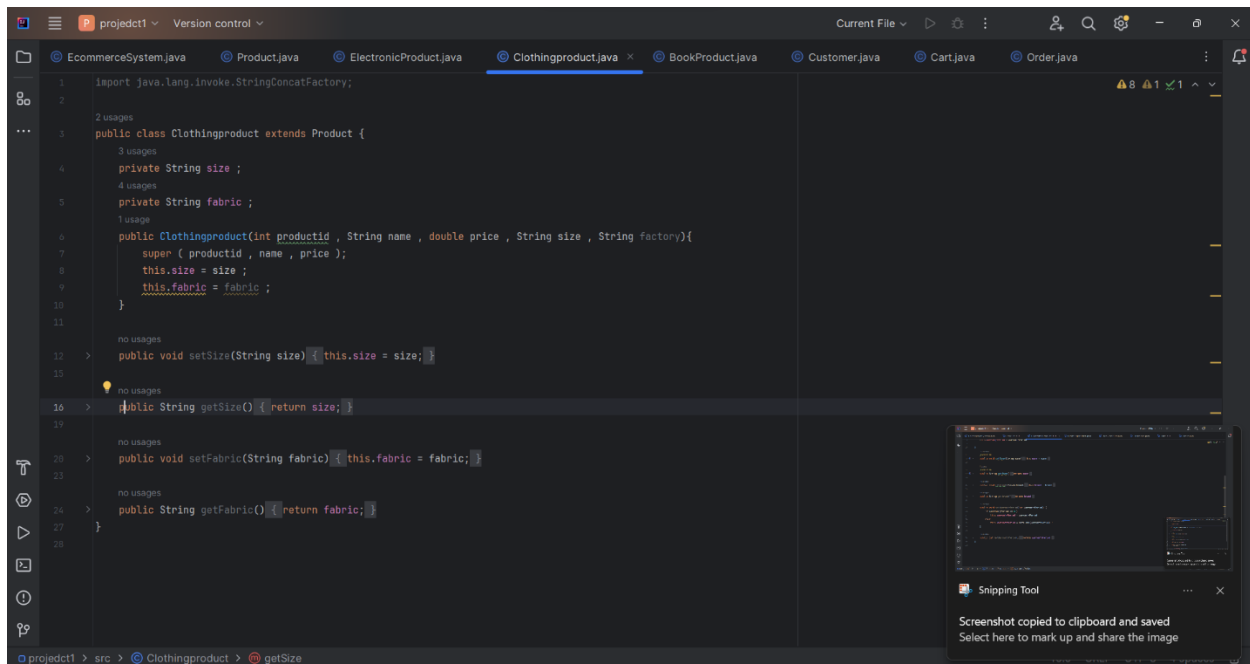 P projedct1 Version control Current File
EcommerceSystem.java Product.java ElectronicProduct.java Clothingproduct.java BookProduct.java Customer.java Cart.java Order.java
1 import java.lang.invoke.StringConcatFactory;
8 1 1
2
2 usages
3 public class Clothingproduct extends Product {
3 usages
4 private String size ;
4 usages
5 private String fabric ;
1 usage
6 public Clothingproduct(int productid , String name , double price , String size , String factory){
7 super ( productid , name , price );
8 this.size = size ;
9 this.fabric = fabric ;
10 }
11
no usages
12 public void setSize(String size) { this.size = size; }
15
no usages
16 public String getSize() { return size; }
19
no usages
20 public void setFabric(String fabric) { this.fabric = fabric; }
23
no usages
24 public String getFabric() { return fabric; }
27 }
28
Snipping Tool
Screenshot copied to clipboard and saved
Select here to mark up and share the image
projedct1 > src > Clothingproduct > getSize